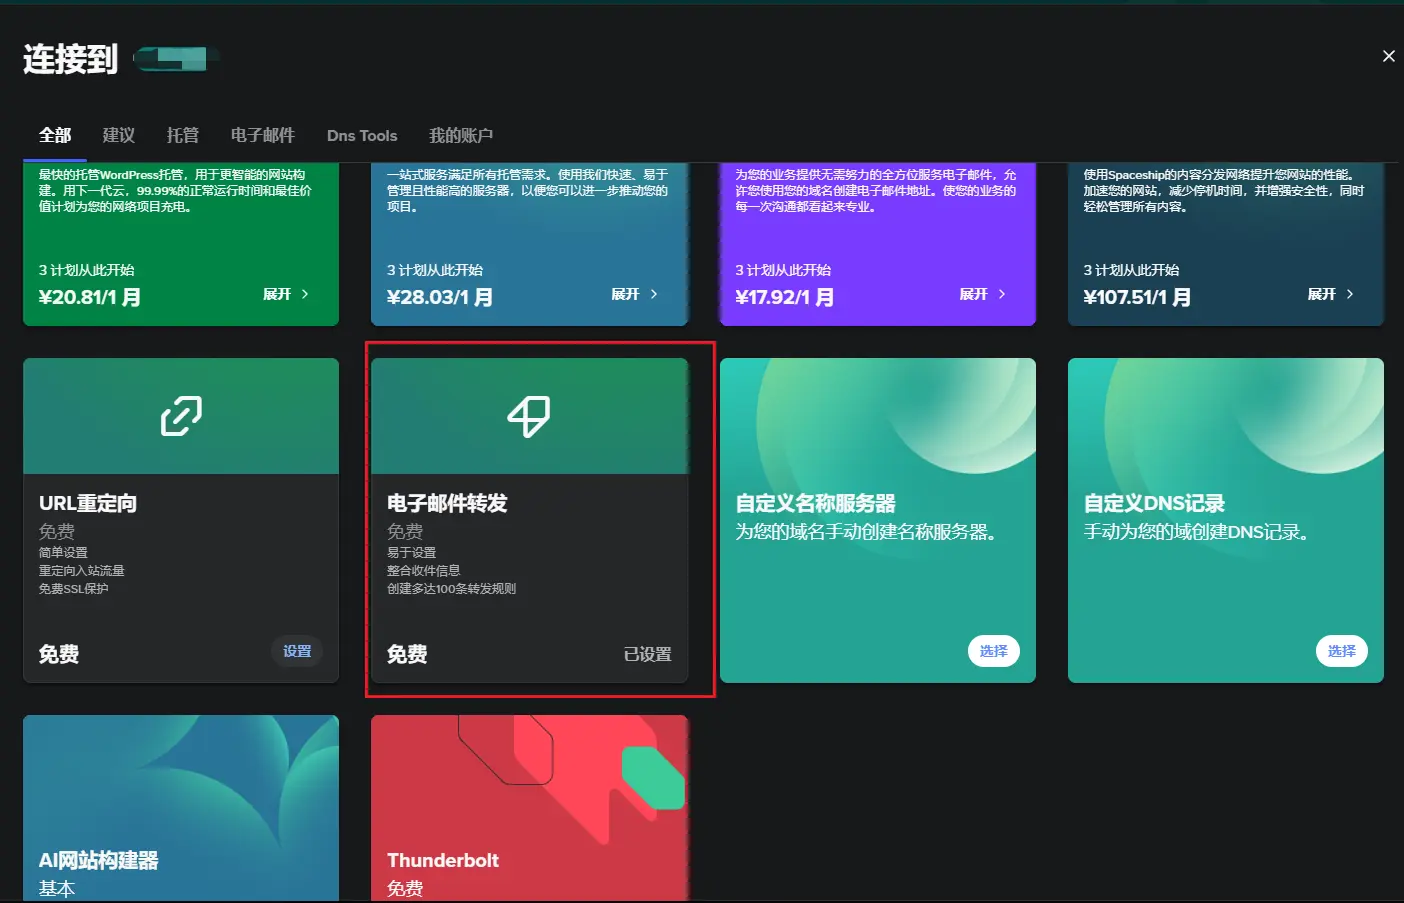 连接到
全部 建议 托管 电子邮件 Dns Tools 我的账户
最快的托管WordPress托管，用于更智能的网站构
建。用下一代云，99.99%的正常运行时间和最佳价
值计划为您的网络项目充电。
3 计划从此开始
¥20.81/1 月
展开
一站式服务满足所有托管需求。使用我们快速、易于
管理且性能高的服务器，以便您可以进一步推动您的
项目。
3 计划从此开始
¥28.03/1 月
展开
为您的业务提供无需努力的全方位服务电子邮件，允
许您使用您的域名创建电子邮件地址。使您的业务的
每一次沟通都看起来专业。
3 计划从此开始
¥17.92/1 月
展开
使用Spaceship的内容分发网络提升您网站的性能。
加速您的网站，减少停机时间，并增强安全性，同时
轻松管理所有内容。
3 计划从此开始
¥107.51/1 月
展开
URL重定向
免费
简单设置
重定向入站流量
免费SSL保护
免费
设置
电子邮件转发
免费
易于设置
整合收件信息
创建多达100条转发规则
免费
已设置
自定义名称服务器
为您的域名手动创建名称服务器。
选择
自定义DNS记录
手动为您的域创建DNS记录。
选择
AI网站构建器
基本
Thunderbolt
免费